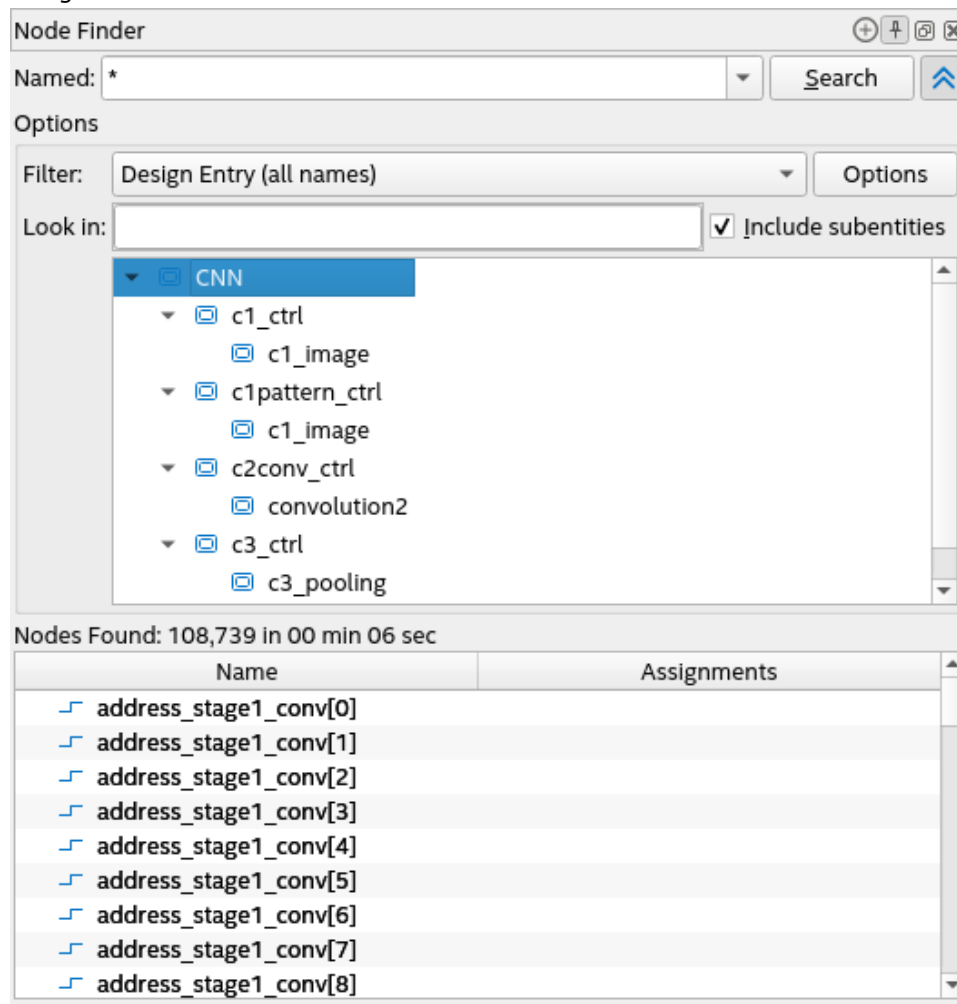 Node Finder
Named: * Search
Options
Filter: Design Entry (all names) Options
Look in: Include subentities
CNN
c1_ctrl
c1_image
c1pattern_ctrl
c1_image
c2conv_ctrl
convolution2
c3_ctrl
c3_pooling
Nodes Found: 108,739 in 00 min 06 sec
Name Assignments
address_stage1_conv[0]
address_stage1_conv[1]
address_stage1_conv[2]
address_stage1_conv[3]
address_stage1_conv[4]
address_stage1_conv[5]
address_stage1_conv[6]
address_stage1_conv[7]
address_stage1_conv[8]